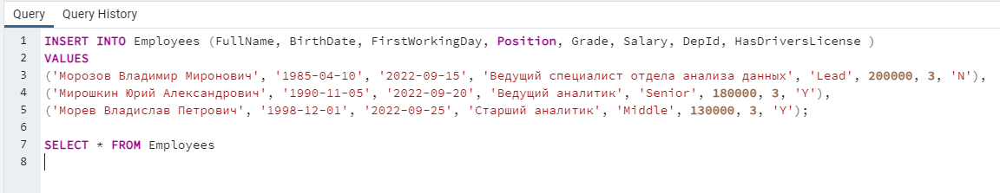 Query Query History
1 INSERT INTO Employees (FullName, BirthDate, FirstWorkingDay, Position, Grade, Salary, DepId, HasDriversLicense )
2 VALUES
3 ('Морозов Владимир Миронович', '1985-04-10', '2022-09-15', 'Ведущий специалист отдела анализа данных', 'Lead', 200000, 3, 'N'),
4 ('Мирошкин Юрий Александрович', '1990-11-05', '2022-09-20', 'Ведущий аналитик', 'Senior', 180000, 3, 'Y'),
5 ('Морев Владислав Петрович', '1998-12-01', '2022-09-25', 'Старший аналитик', 'Middle', 130000, 3, 'Y');
6
7 SELECT * FROM Employees
8